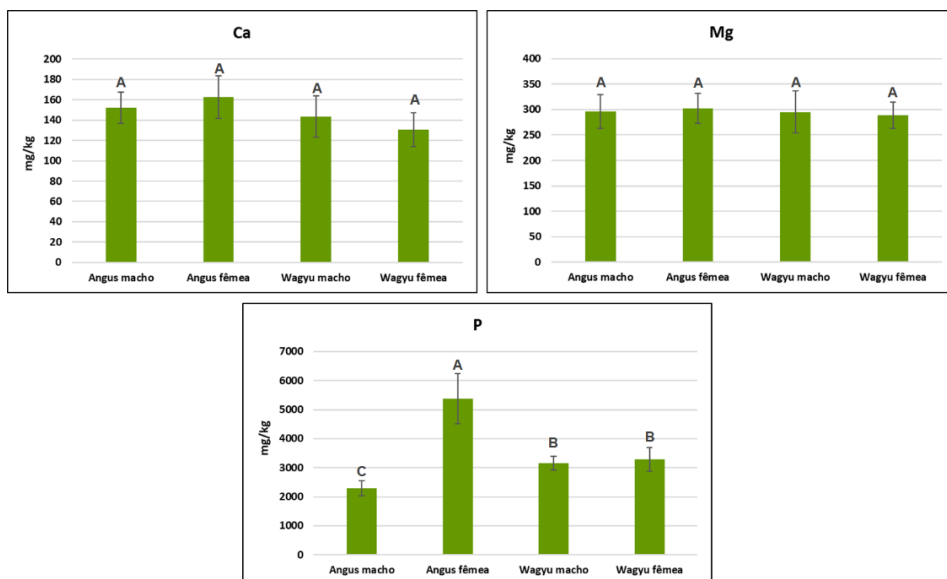 Ca
mg/kg
200
180
160
140
120
100
80
60
40
20
0
A
A
A
A
Angus macho
Angus fêmea
Wagyu macho
Wagyu fêmea
Mg
mg/kg
400
350
300
250
200
150
100
50
0
A
A
A
A
Angus macho
Angus fêmea
Wagyu macho
Wagyu fêmea
P
mg/kg
7000
6000
5000
4000
3000
2000
1000
0
C
A
B
B
Angus macho
Angus fêmea
Wagyu macho
Wagyu fêmea